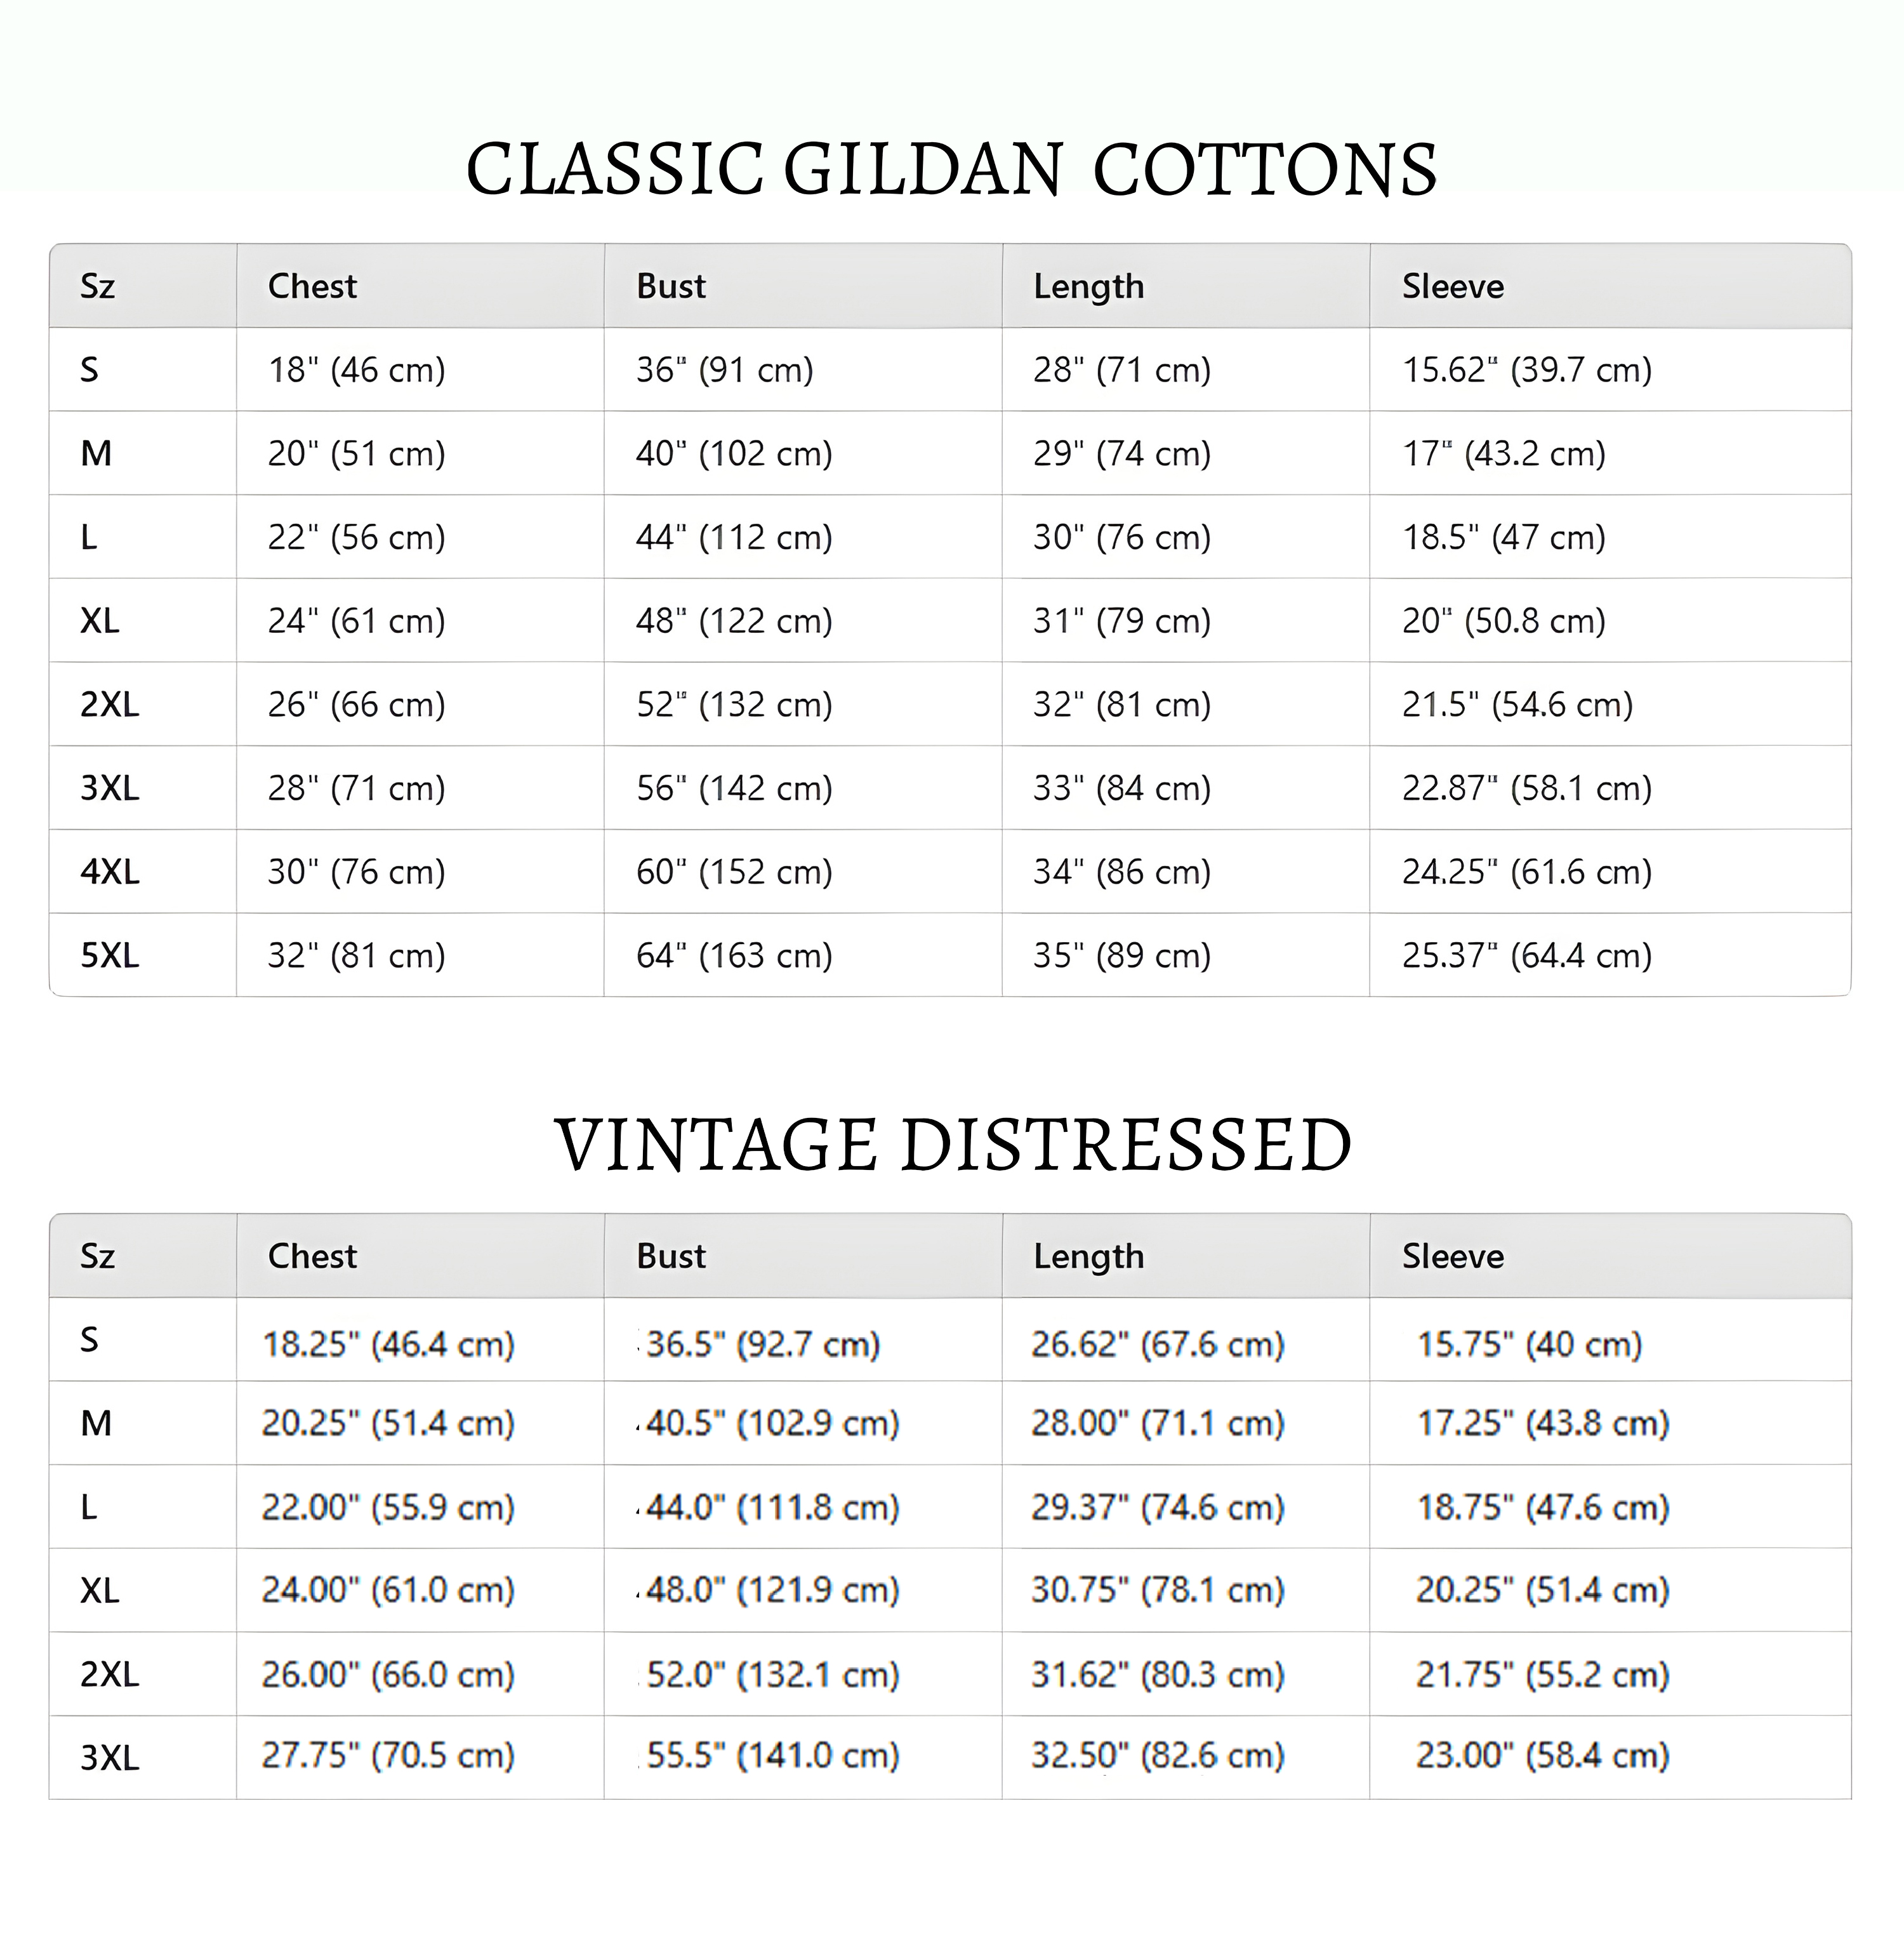 CLASSIC GILDAN COTTONS
Sz Chest Bust Length Sleeve
S 18" (46 cm) 36" (91 cm) 28" (71 cm) 15.62" (39.7 cm)
M 20" (51 cm) 40" (102 cm) 29" (74 cm) 17" (43.2 cm)
L 22" (56 cm) 44" (112 cm) 30" (76 cm) 18.5" (47 cm)
XL 24" (61 cm) 48" (122 cm) 31" (79 cm) 20" (50.8 cm)
2XL 26" (66 cm) 52" (132 cm) 32" (81 cm) 21.5" (54.6 cm)
3XL 28" (71 cm) 56" (142 cm) 33" (84 cm) 22.87" (58.1 cm)
4XL 30" (76 cm) 60" (152 cm) 34" (86 cm) 24.25" (61.6 cm)
5XL 32" (81 cm) 64" (163 cm) 35" (89 cm) 25.37" (64.4 cm)
VINTAGE DISTRESSED
Sz Chest Bust Length Sleeve
S 18.25" (46.4 cm) 36.5" (92.7 cm) 26.62" (67.6 cm) 15.75" (40 cm)
M 20.25" (51.4 cm) 40.5" (102.9 cm) 28.00" (71.1 cm) 17.25" (43.8 cm)
L 22.00" (55.9 cm) 44.0" (111.8 cm) 29.37" (74.6 cm) 18.75" (47.6 cm)
XL 24.00" (61.0 cm) 48.0" (121.9 cm) 30.75" (78.1 cm) 20.25" (51.4 cm)
2XL 26.00" (66.0 cm) 52.0" (132.1 cm) 31.62" (80.3 cm) 21.75" (55.2 cm)
3XL 27.75" (70.5 cm) 55.5" (141.0 cm) 32.50" (82.6 cm) 23.00" (58.4 cm)